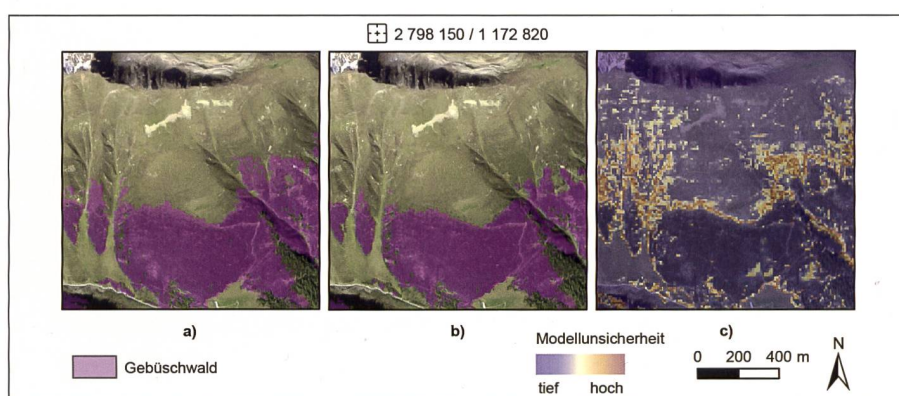 2 798 150 / 1 172 820
a)
b)
c)
Gebüschwald
Modellunsicherheit
tief
hoch
0 200 400 m
N